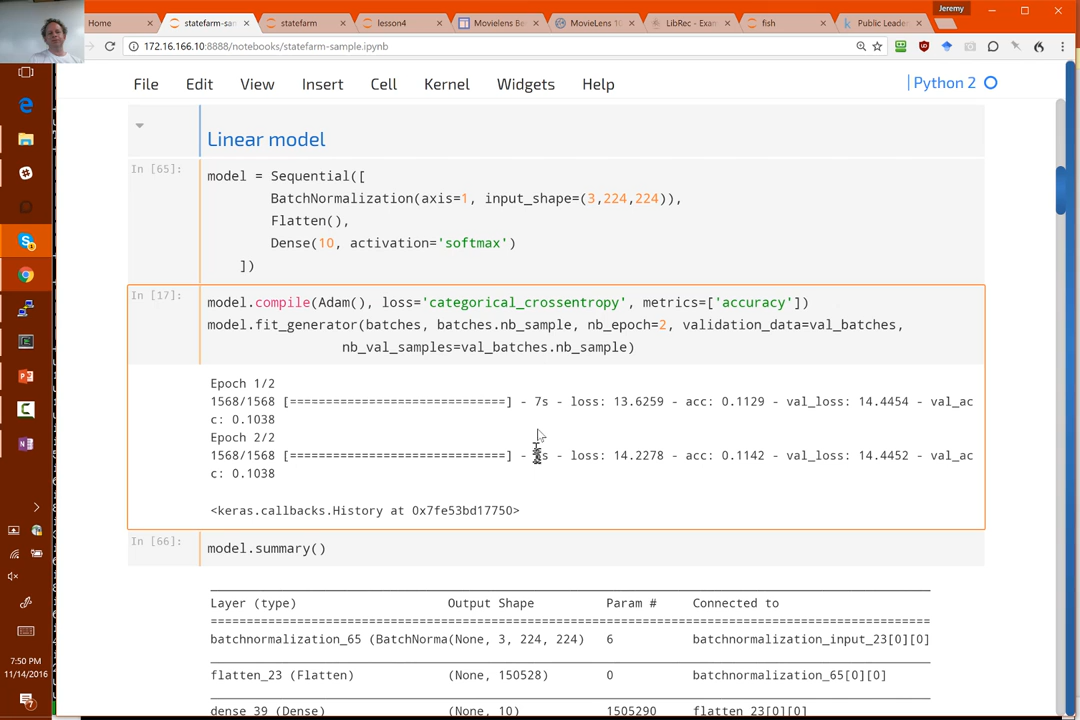 Jeremy
Home
statefarm-sam
statefarm
lesson4
Movielens Be
MovieLens 10
LibRec - Exam
fish
Public Leader
172.16.166.10:8888/notebooks/statefarm-sample.ipynb
File Edit View Insert Cell Kernel Widgets Help
Python 2
Linear model
In [65]:
model = Sequential([
BatchNormalization(axis=1, input_shape=(3,224,224)),
Flatten(),
Dense(10, activation='softmax')
])
In [17]:
model.compile(Adam(), loss='categorical_crossentropy', metrics=['accuracy'])
model.fit_generator(batches, batches.nb_sample, nb_epoch=2, validation_data=val_batches,
nb_val_samples=val_batches.nb_sample)
Epoch 1/2
1568/1568 [==============================] - 7s - loss: 13.6259 - acc: 0.1129 - val_loss: 14.4454 - val_ac
c: 0.1038
Epoch 2/2
1568/1568 [==============================] - s - loss: 14.2278 - acc: 0.1142 - val_loss: 14.4452 - val_ac
c: 0.1038
<keras.callbacks.History at 0x7fe53bd17750>
In [66]:
model.summary()
Layer (type) Output Shape Param # Connected to
====================================================================================================
batchnormalization_65 (BatchNorma(None, 3, 224, 224) 6 batchnormalization_input_23[0][0]
flatten_23 (Flatten) (None, 150528) 0 batchnormalization_65[0][0]
dense_39 (Dense) (None, 10) 1505290 flatten_23[0][0]
7:50 PM
11/14/2016